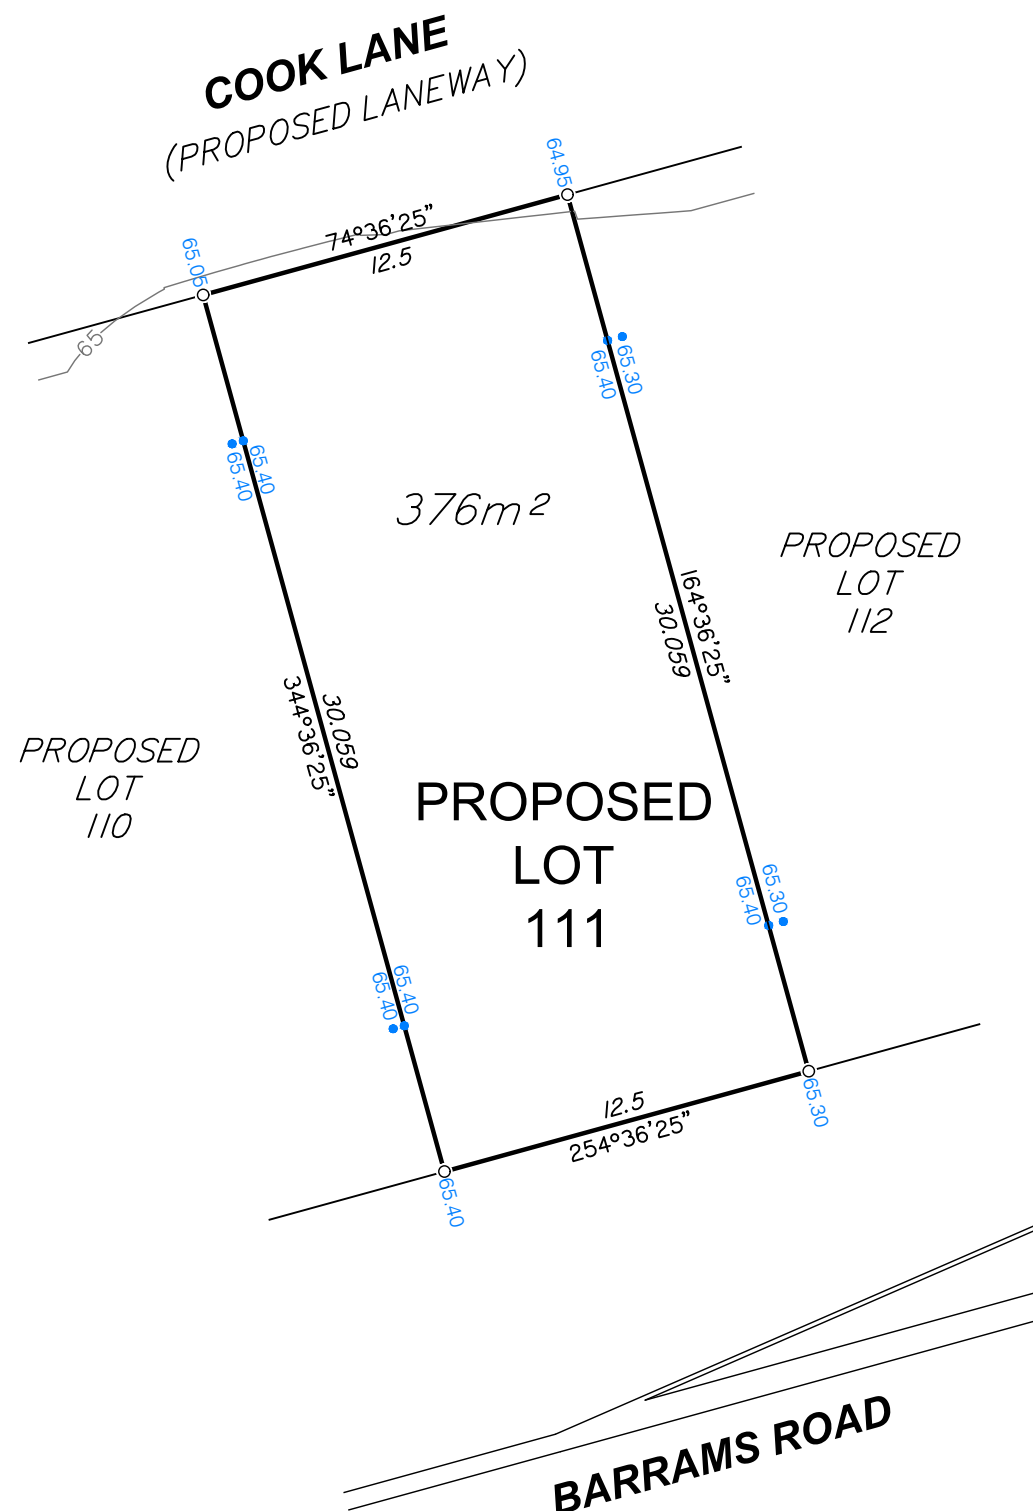 COOK LANE
(PROPOSED LANEWAY)
64.95
74°36'25"
12.5
65.05
65
65.30
65.40
65.40
65.40
376m²
PROPOSED
LOT
112
164°36'25"
30.059
30.059
344°36'25"
PROPOSED
LOT
110
PROPOSED
LOT
111
65.30
65.40
65.40
65.40
12.5
254°36'25"
65.30
65.40
BARRAMS ROAD